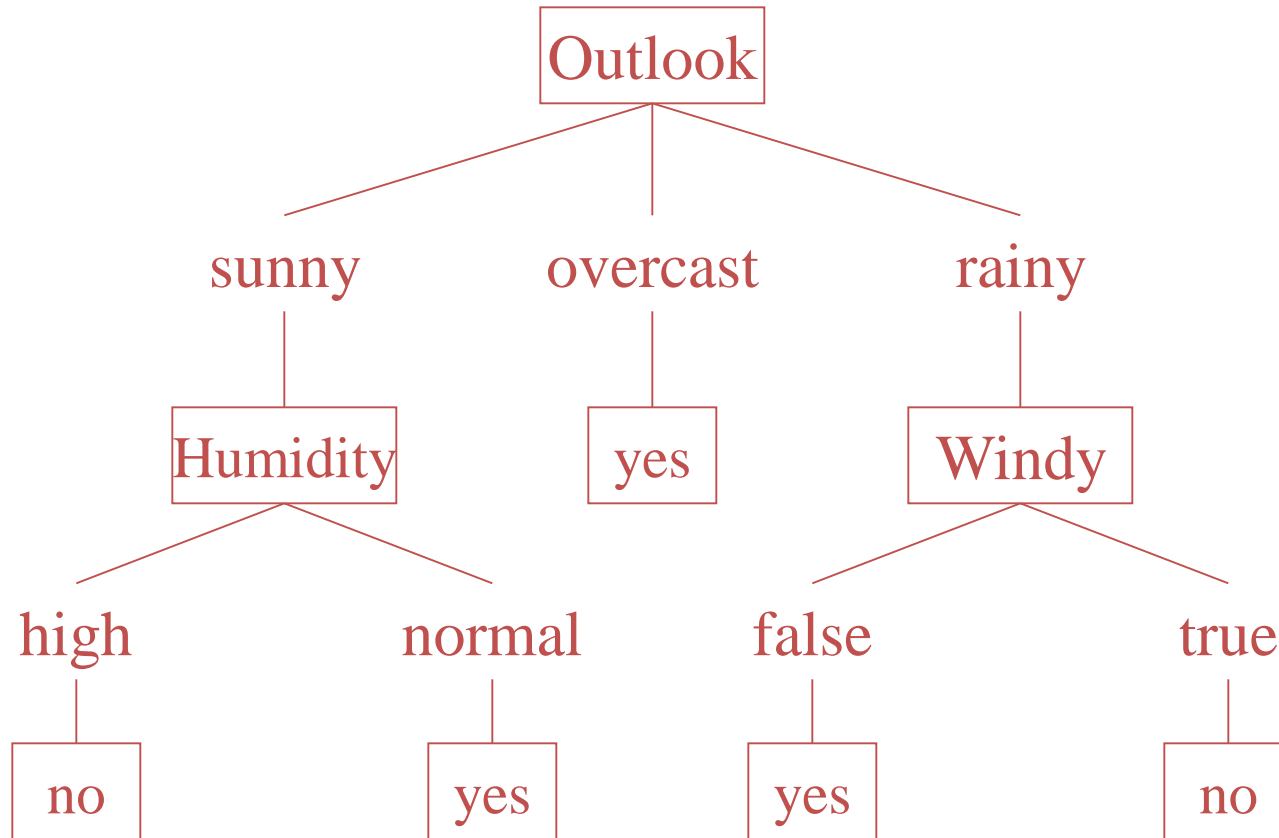 Outlook
sunny overcast rainy
Humidity yes Windy
high normal false true
no yes yes no